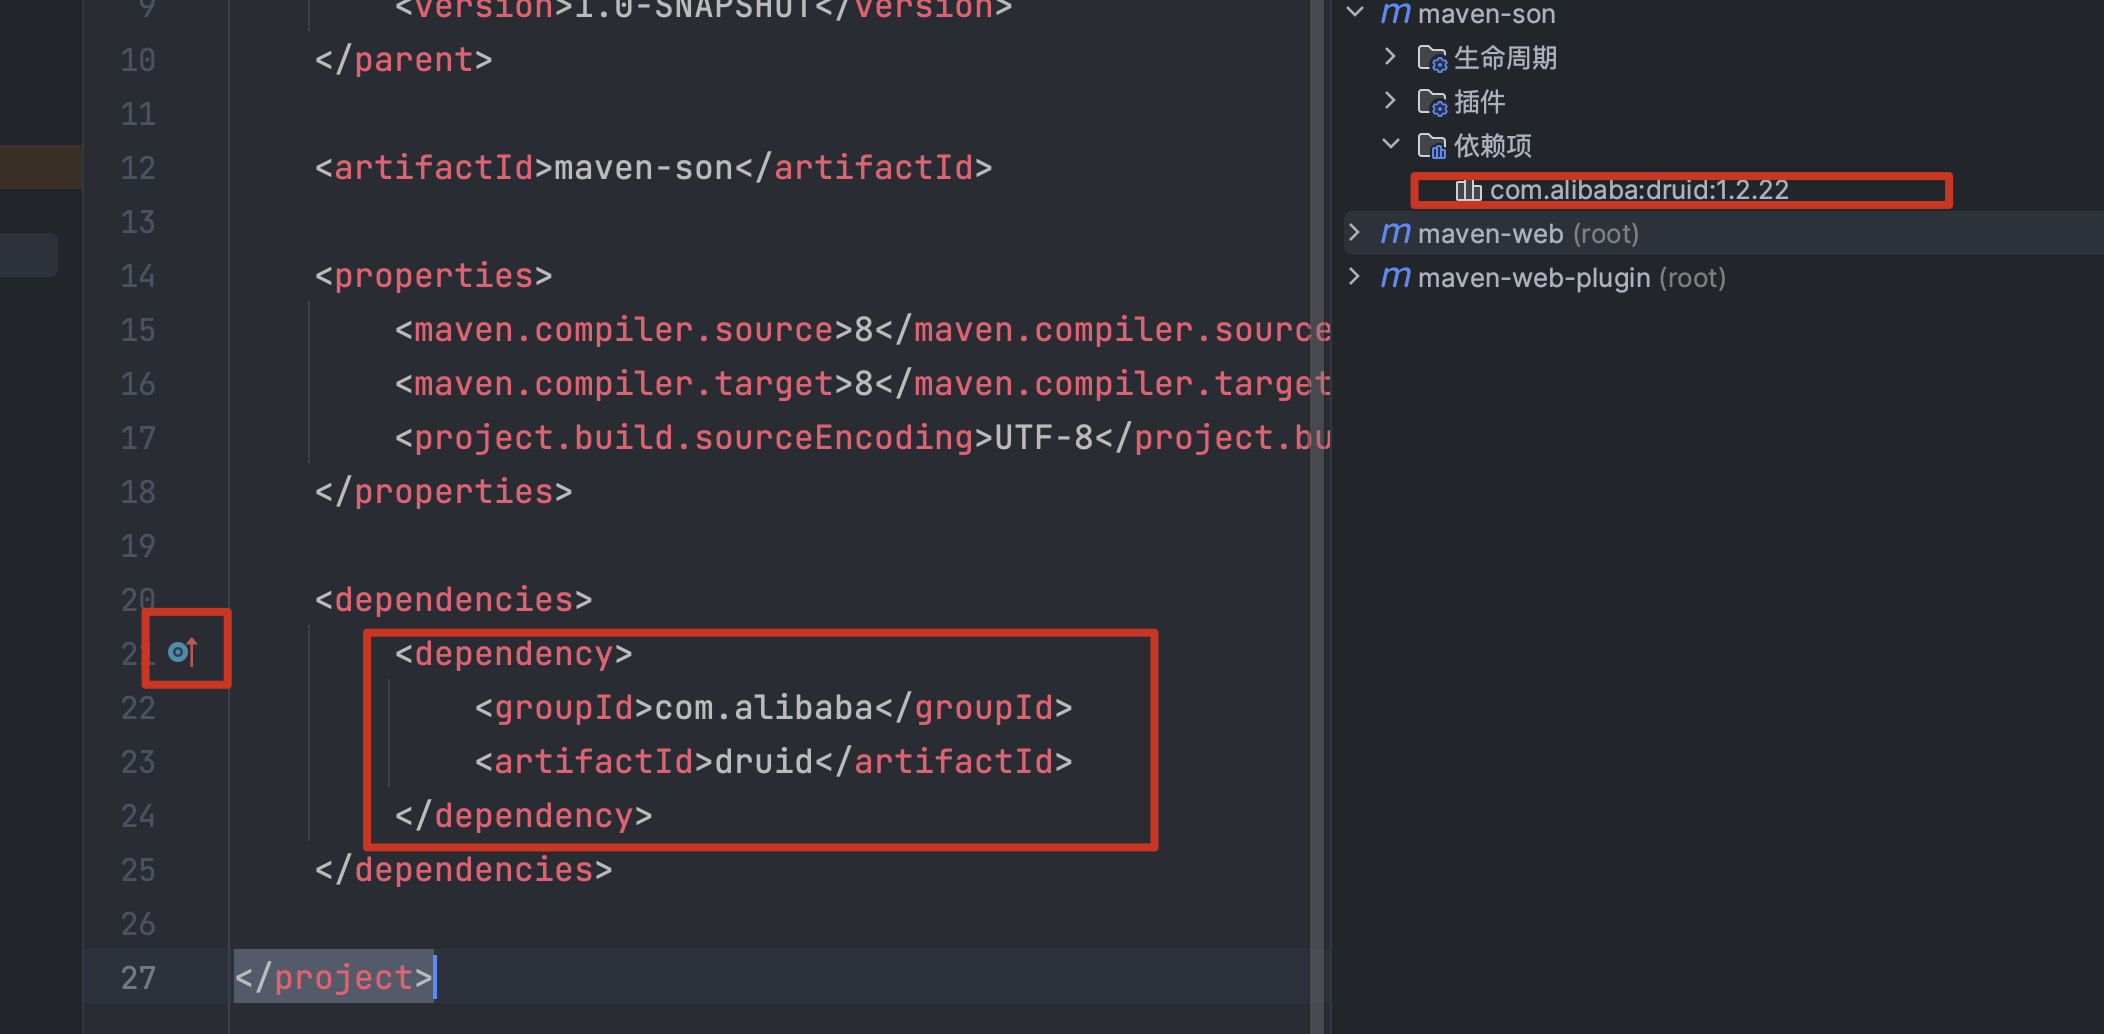 9 <version>1.0-SNAPSHOT</version>
10 </parent>
11
12 <artifactId>maven-son</artifactId>
13
14 <properties>
15 <maven.compiler.source>8</maven.compiler.source
16 <maven.compiler.target>8</maven.compiler.target
17 <project.build.sourceEncoding>UTF-8</project.bu
18 </properties>
19
20 <dependencies>
21 <dependency>
22 <groupId>com.alibaba</groupId>
23 <artifactId>druid</artifactId>
24 </dependency>
25 </dependencies>
26
27 </project>
m maven-son
生命周期
插件
依赖项
com.alibaba:druid:1.2.22
m maven-web (root)
m maven-web-plugin (root)